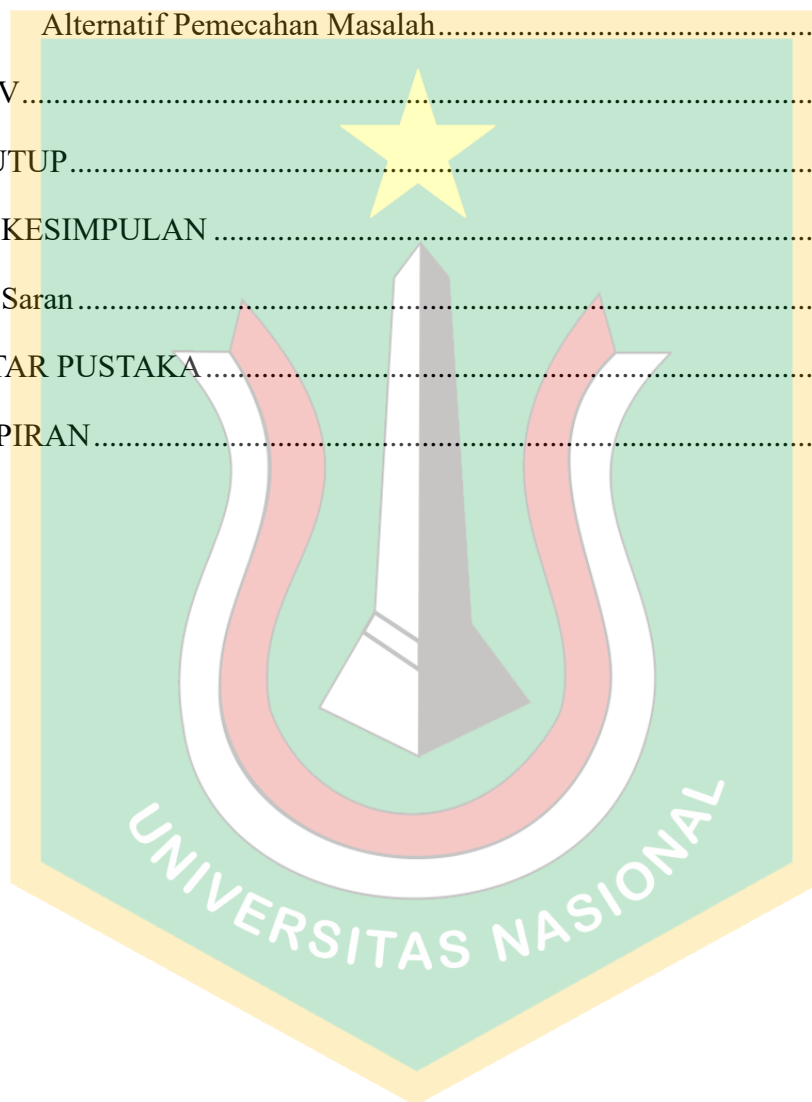 Alternatif Pemecahan Masalah..........................................
V..........................................................................................
UTUP....................................................................................
KESIMPULAN.....................................................................
Saran.....................................................................................
TAR PUSTAKA.....................................................................
PIRAN..................................................................................
UNIVERSITAS NASIONAL